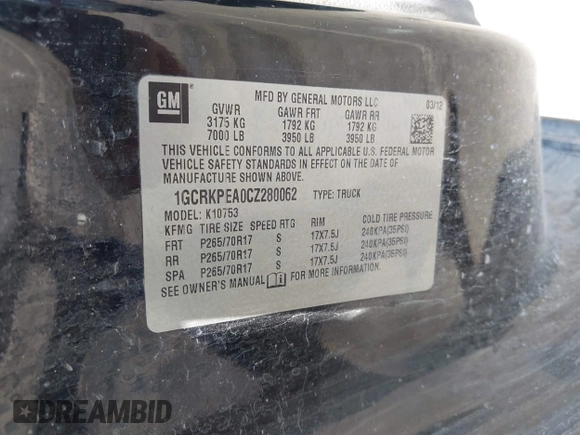 GM
MFD BY GENERAL MOTORS LLC 03/12
GVWR GAWR FRT GAWR RR
3175 KG 1792 KG 1792 KG
7000 LB 3950 LB 3950 LB
THIS VEHICLE CONFORMS TO ALL APPLICABLE U.S. FEDERAL MOTOR
VEHICLE SAFETY STANDARDS IN EFFECT ON THE DATE OF
MANUFACTURE SHOWN ABOVE.
1GCRKPEA0CZ280062 TYPE: TRUCK
MODEL: K10753
KFMG TIRE SIZE SPEED RTG RIM COLD TIRE PRESSURE
FRT P265/70R17 S 17X7.5J 240KPA(35PSI)
RR P265/70R17 S 17X7.5J 240KPA(35PSI)
SPA P265/70R17 S 17X7.5J 240KPA(35PSI)
SEE OWNER'S MANUAL FOR MORE INFORMATION.
DREAMBID